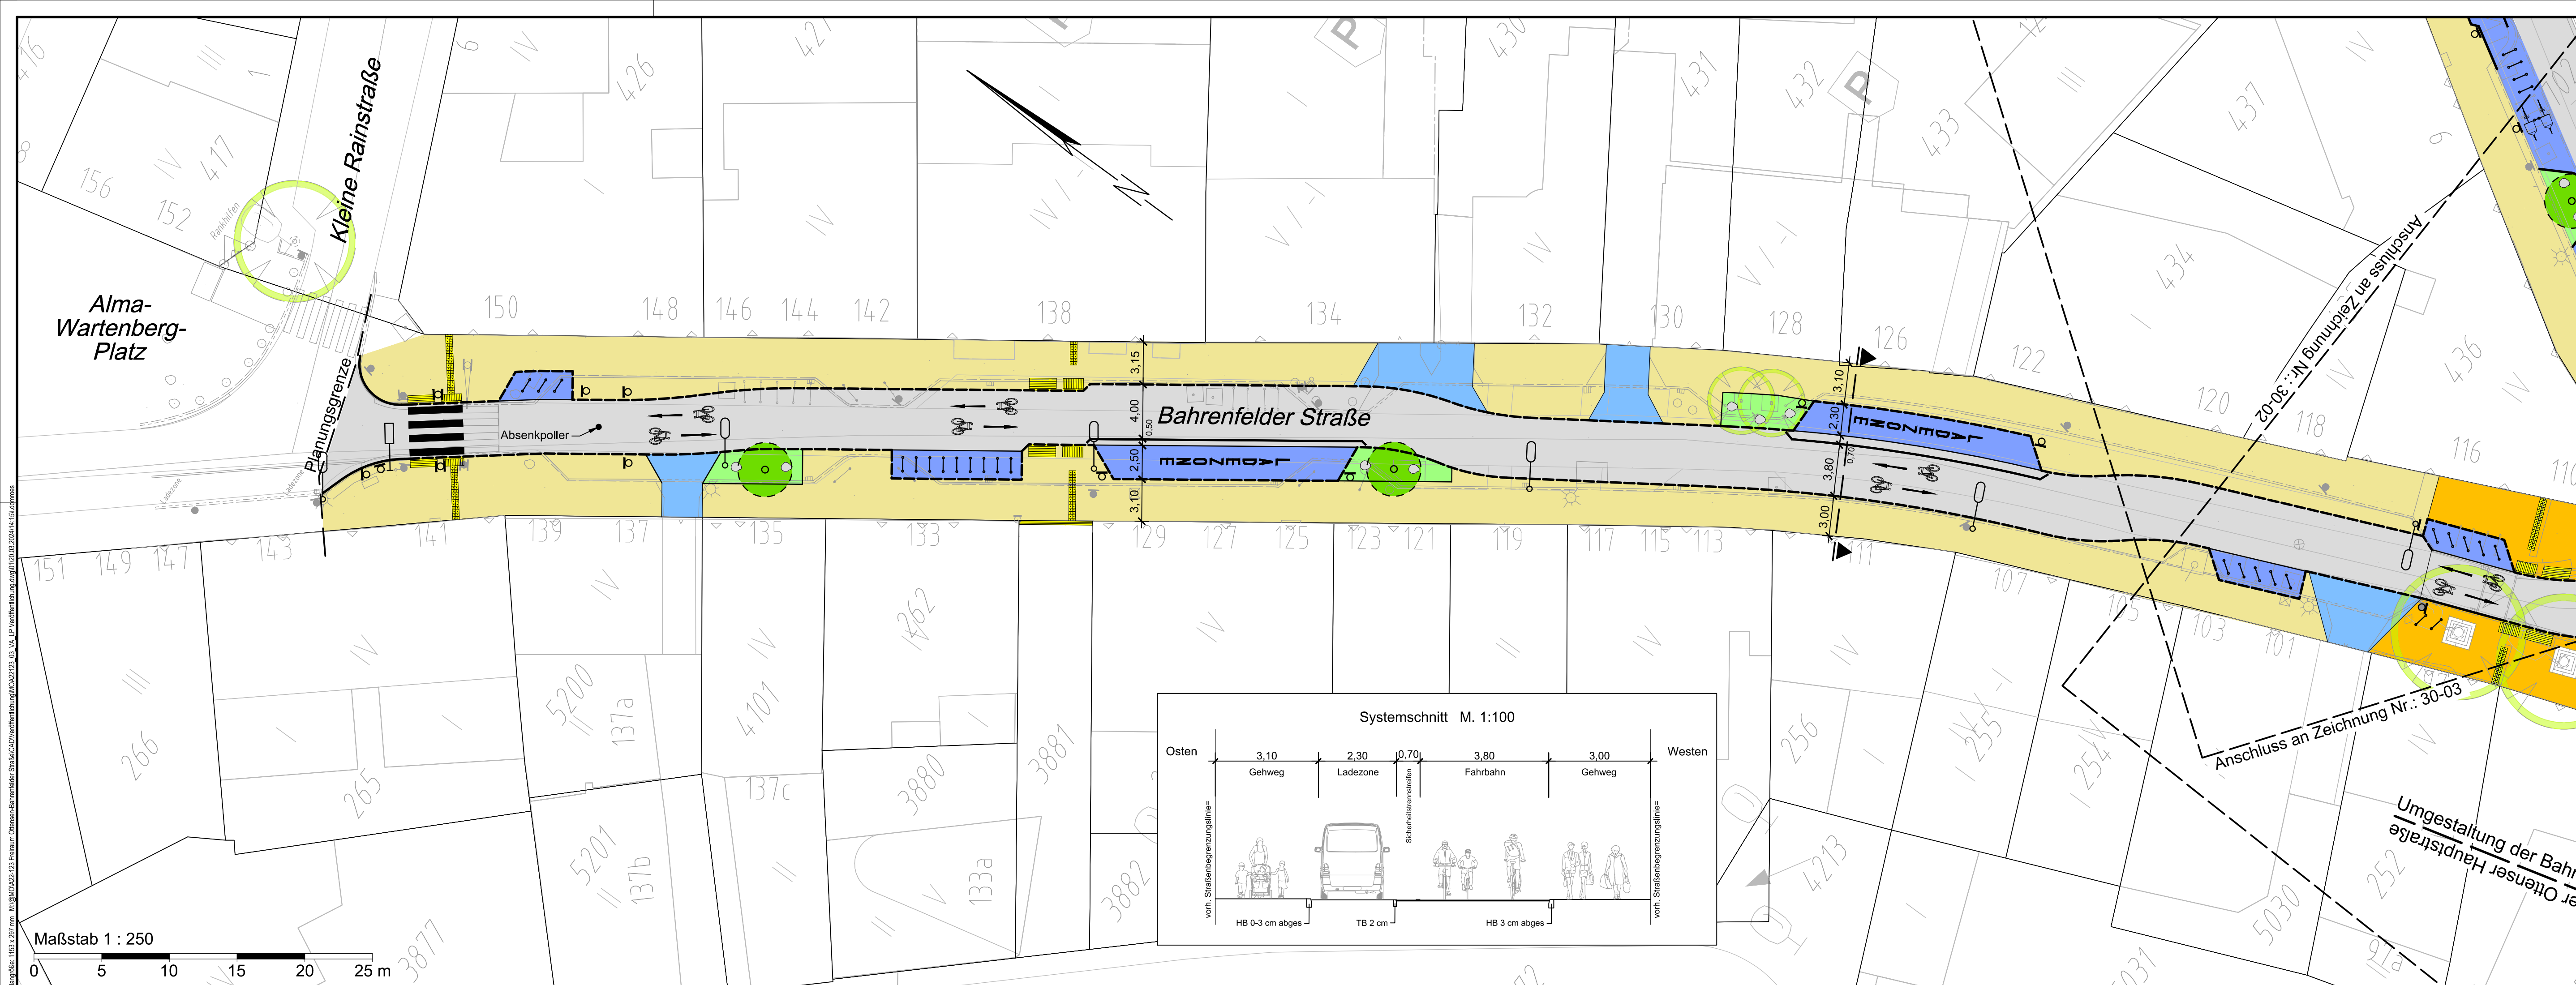 Kleine Rainstraße
Alma-
Wartenberg-
Platz
Planungsgrenze
Rankhilfen
Ladezone
Ladezone
N
416
417
426
427
430
431
432
433
434
436
437
P
P
156
152
150
148
146
144
142
138
134
132
130
128
126
122
120
118
116
Absenkpoller
Bahrenfelder Straße
LADEZONE
LADEZONE
3,15
4,00
0,50
2,50
3,10
3,10
2,30
0,70
3,80
3,00
151
149
147
143
141
139
137
135
133
129
127
125
123
121
119
117
115
113
111
107
105
103
101
266
265
5200
137a
5201
137b
4101
137c
262
3880
3881
3882
133a
3877
256
255
254
252
4213
5030
5031
Anschluss an Zeichnung Nr.: 30-02
Anschluss an Zeichnung Nr.: 30-03
Umgestaltung der Bahr
er Ottenser Hauptstraße
Systemschnitt M. 1:100
Osten
Westen
3,10
2,30
0,70
3,80
3,00
Gehweg
Ladezone
Sicherheitstrennstreifen
Fahrbahn
Gehweg
vorh. Straßenbegrenzungslinie=
vorh. Straßenbegrenzungslinie=
HB 0-3 cm abges
TB 2 cm
HB 3 cm abges
Maßstab 1 : 250
0
5
10
15
20
25 m